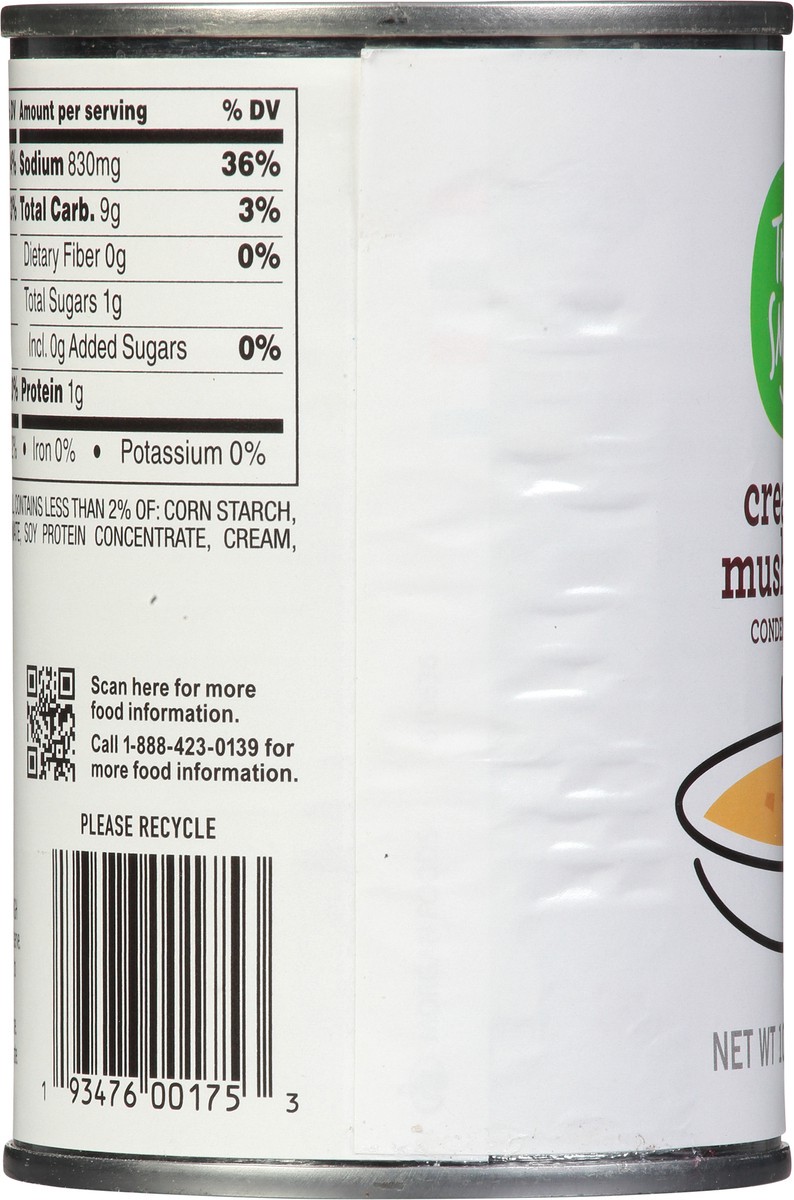 Amount per serving % DV
Sodium 830mg 36%
Total Carb. 9g 3%
Dietary Fiber 0g 0%
Total Sugars 1g
Incl. 0g Added Sugars 0%
Protein 1g
• Iron 0% • Potassium 0%
CONTAINS LESS THAN 2% OF: CORN STARCH,
SOY PROTEIN CONCENTRATE, CREAM,
Scan here for more
food information.
Call 1-888-423-0139 for
more food information.
PLEASE RECYCLE
1 93476 00175 3
NET WT